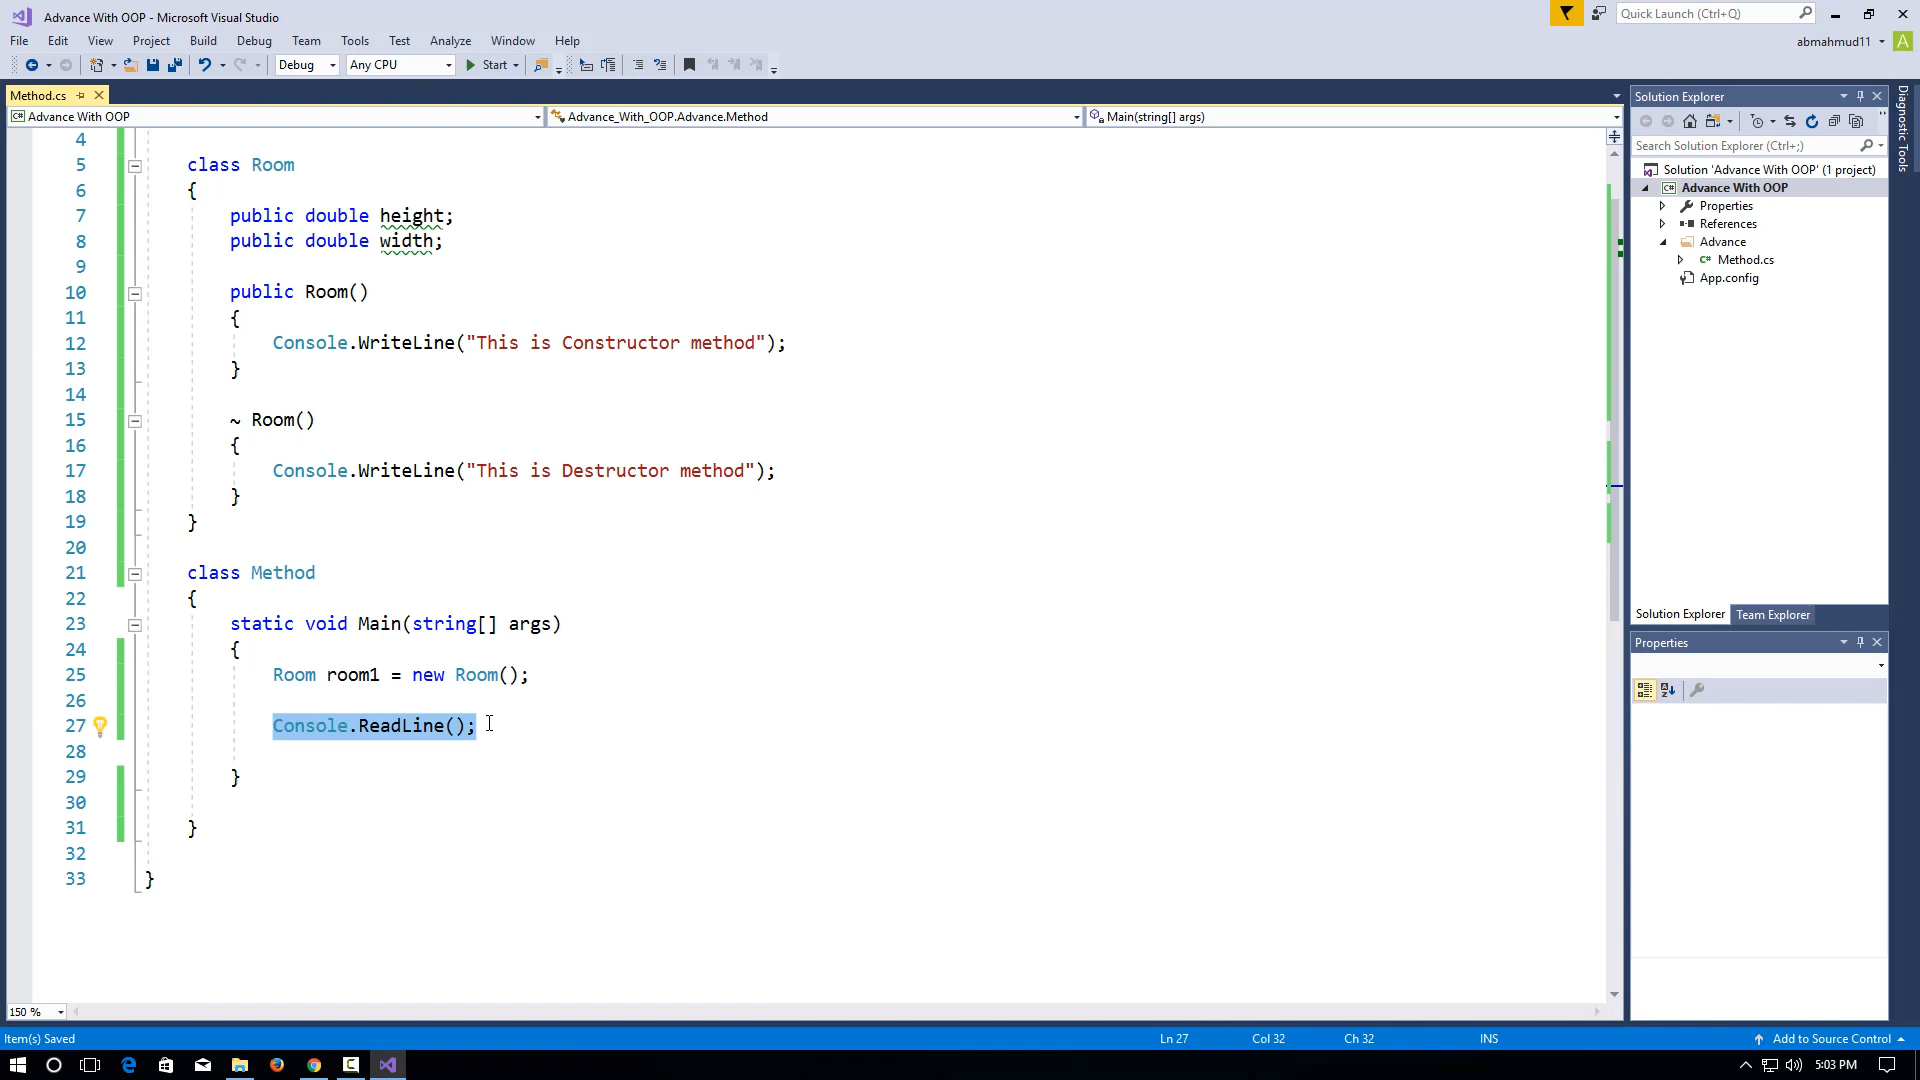 Advance With OOP - Microsoft Visual Studio
Quick Launch (Ctrl+Q)
File Edit View Project Build Debug Team Tools Test Analyze Window Help
abmahmud11 A
Debug Any CPU Start
Method.cs
Advance With OOP Advance_With_OOP.Advance.Method Main(string[] args)
4
5 class Room
6 {
7 public double height;
8 public double width;
9
10 public Room()
11 {
12 Console.WriteLine("This is Constructor method");
13 }
14
15 ~ Room()
16 {
17 Console.WriteLine("This is Destructor method");
18 }
19 }
20
21 class Method
22 {
23 static void Main(string[] args)
24 {
25 Room room1 = new Room();
26
27 Console.ReadLine();
28
29 }
30
31 }
32
33 }
150 %
Solution Explorer
Search Solution Explorer (Ctrl+;)
Solution 'Advance With OOP' (1 project)
C# Advance With OOP
Properties
References
Advance
C# Method.cs
App.config
Solution Explorer Team Explorer
Properties
Diagnostic Tools
Item(s) Saved Ln 27 Col 32 Ch 32 INS Add to Source Control
5:03 PM